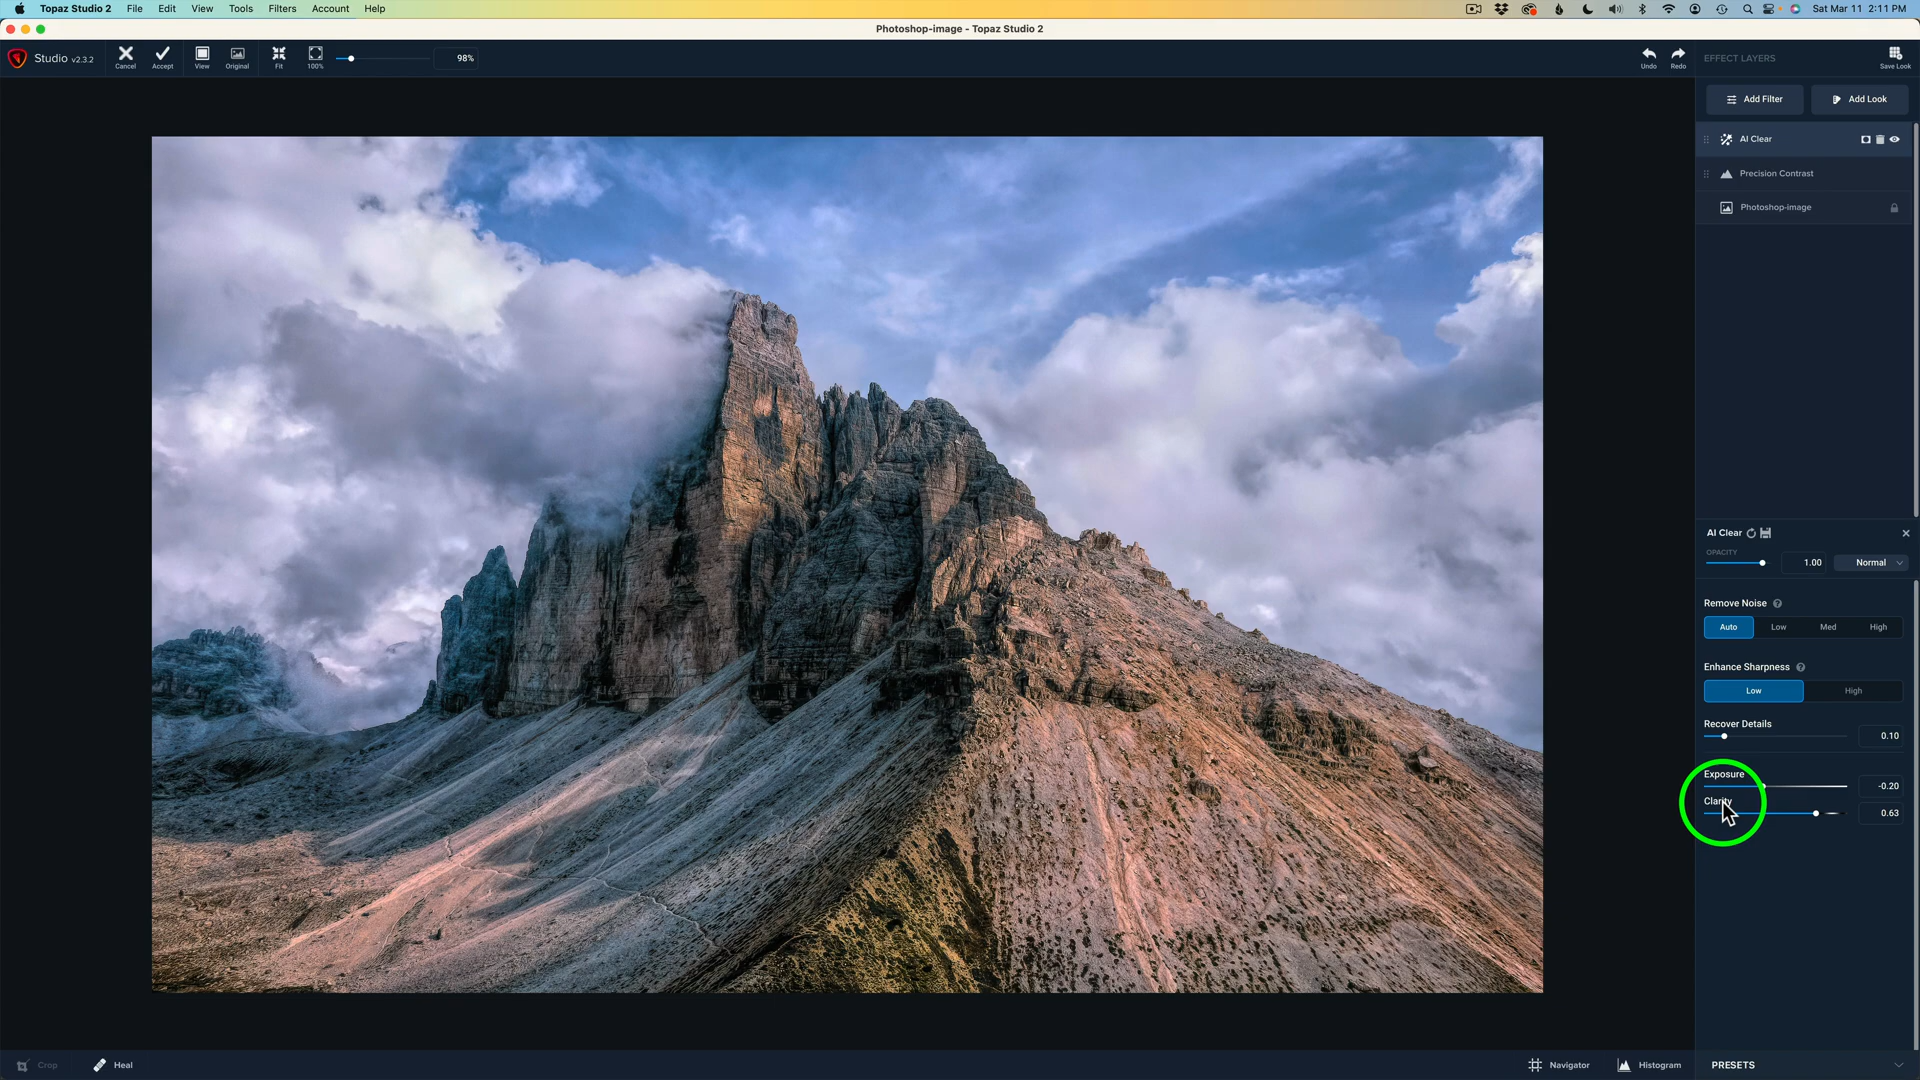 Topaz Studio 2 File Edit View Tools Filters Account Help
Sat Mar 11 2:11 PM
Photoshop-image - Topaz Studio 2
Studio v2.3.2
Cancel
Accept
View
Original
Fit
100%
98%
Undo
Redo
EFFECT LAYERS
Save Look
Add Filter
Add Look
AI Clear
Precision Contrast
Photoshop-image
AI Clear
OPACITY
1.00
Normal
Remove Noise ?
Auto Low Med High
Enhance Sharpness ?
Low High
Recover Details
0.10
Exposure
-0.20
Clarity
0.63
Crop
Heal
Navigator
Histogram
PRESETS